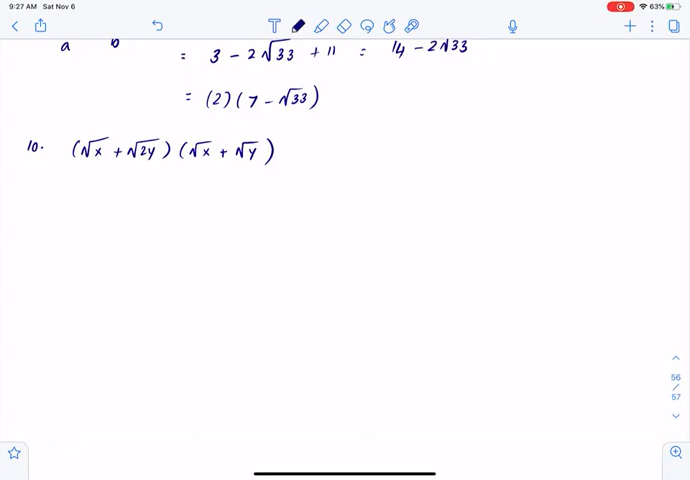 9:27 AM Sat Nov 6 63%
T
a b = 3 - 2√33 + 11 = 14 - 2√33
= (2) (7 - √33)
10. (√x + √2y) (√x + √y)
56
/
57